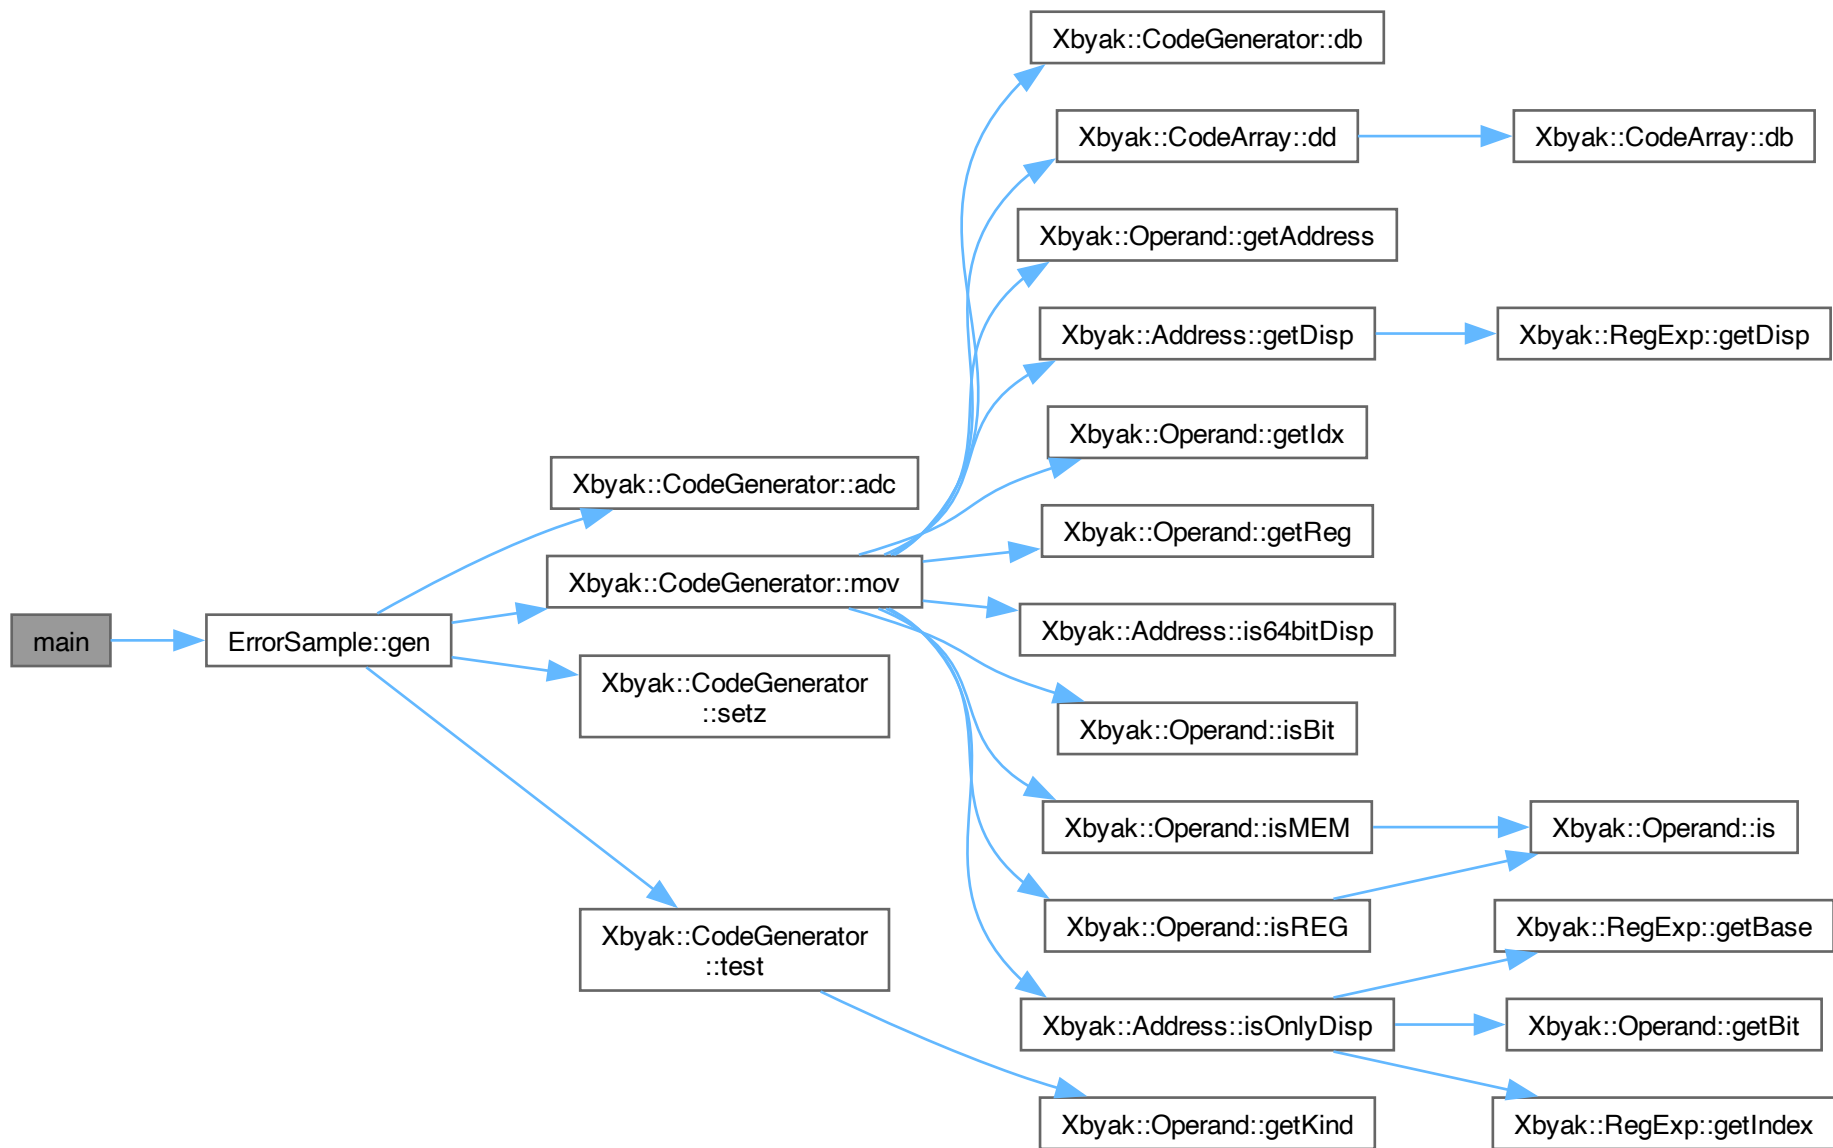 main
ErrorSample::gen
Xbyak::CodeGenerator::adc
Xbyak::CodeGenerator::mov
Xbyak::CodeGenerator
::setz
Xbyak::CodeGenerator
::test
Xbyak::CodeGenerator::db
Xbyak::CodeArray::dd
Xbyak::Operand::getAddress
Xbyak::Address::getDisp
Xbyak::Operand::getIdx
Xbyak::Operand::getReg
Xbyak::Address::is64bitDisp
Xbyak::Operand::isBit
Xbyak::Operand::isMEM
Xbyak::Operand::isREG
Xbyak::Address::isOnlyDisp
Xbyak::Operand::getKind
Xbyak::CodeArray::db
Xbyak::RegExp::getDisp
Xbyak::Operand::is
Xbyak::RegExp::getBase
Xbyak::Operand::getBit
Xbyak::RegExp::getIndex